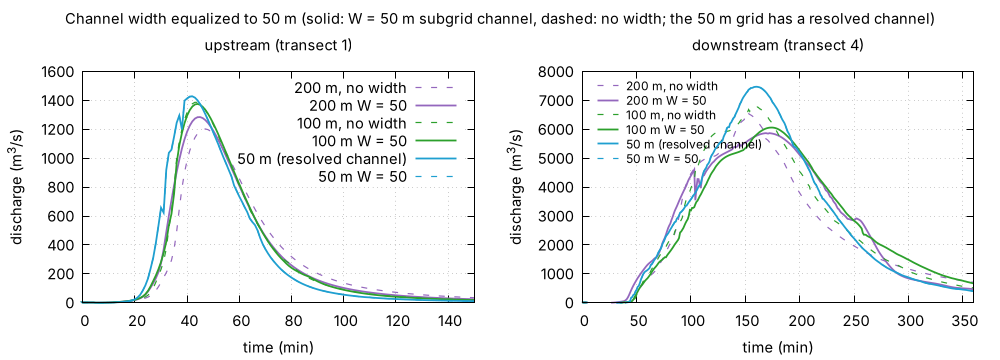 Channel width equalized to 50 m (solid: W = 50 m subgrid channel, dashed: no width; the 50 m grid has a resolved channel)
upstream (transect 1)
discharge (m³/s)
1600
1400
1200
1000
800
600
400
200
0
200 m, no width
200 m W = 50
100 m, no width
100 m W = 50
50 m (resolved channel)
50 m W = 50
0 20 40 60 80 100 120 140
time (min)
downstream (transect 4)
discharge (m³/s)
8000
7000
6000
5000
4000
3000
2000
1000
0
200 m, no width
200 m W = 50
100 m, no width
100 m W = 50
50 m (resolved channel)
50 m W = 50
0 50 100 150 200 250 300 350
time (min)